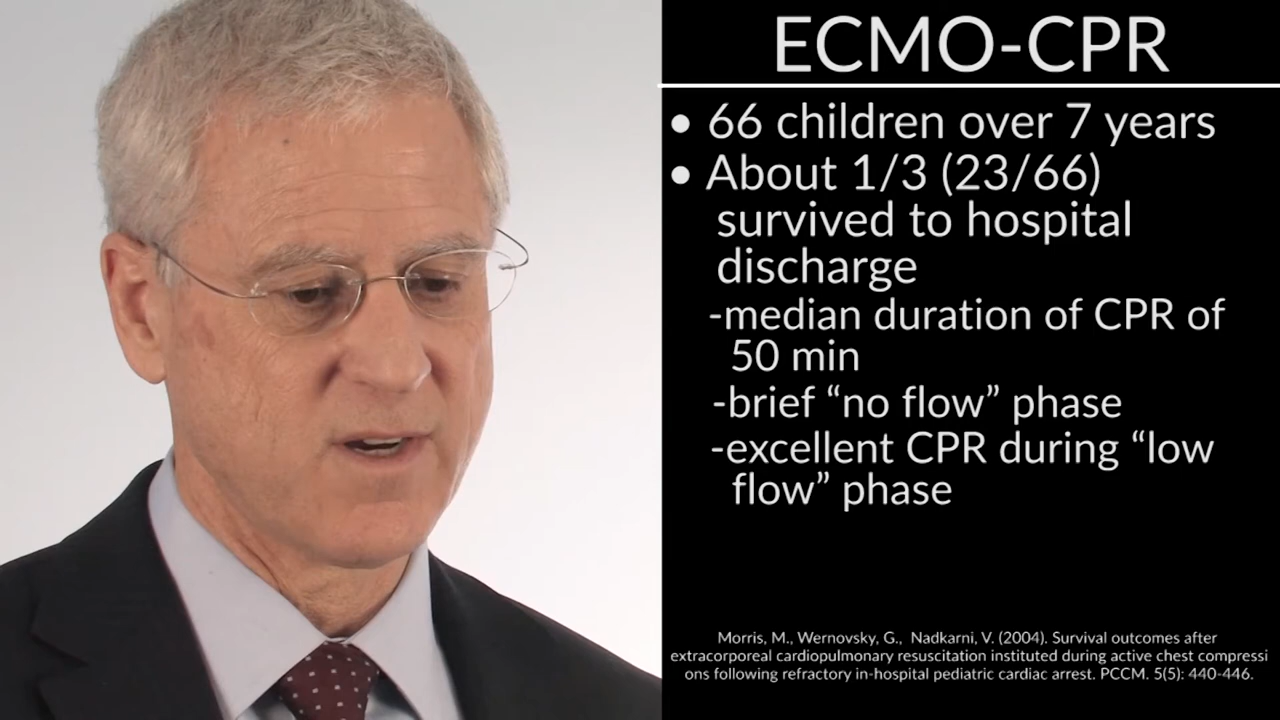 ECMO-CPR
• 66 children over 7 years
• About 1/3 (23/66)
survived to hospital
discharge
-median duration of CPR of
50 min
-brief “no flow” phase
-excellent CPR during “low
flow” phase
Morris, M., Wernovsky, G., Nadkarni, V. (2004). Survival outcomes after
extracorporeal cardiopulmonary resuscitation instituted during active chest compressi
ons following refractory in-hospital pediatric cardiac arrest. PCCM. 5(5): 440-446.